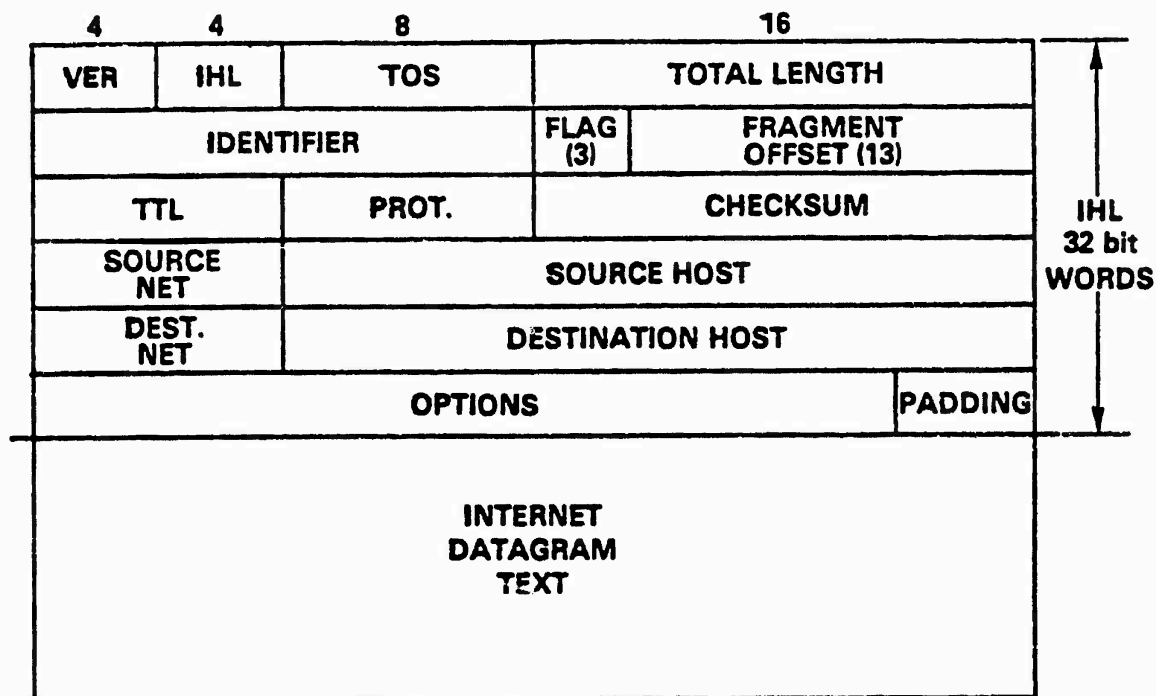 4 4 8 16
VER IHL TOS TOTAL LENGTH
IDENTIFIER FLAG (3) FRAGMENT OFFSET (13)
TTL PROT. CHECKSUM
SOURCE NET SOURCE HOST
DEST. NET DESTINATION HOST
OPTIONS PADDING
IHL
32 bit
WORDS
INTERNET
DATAGRAM
TEXT